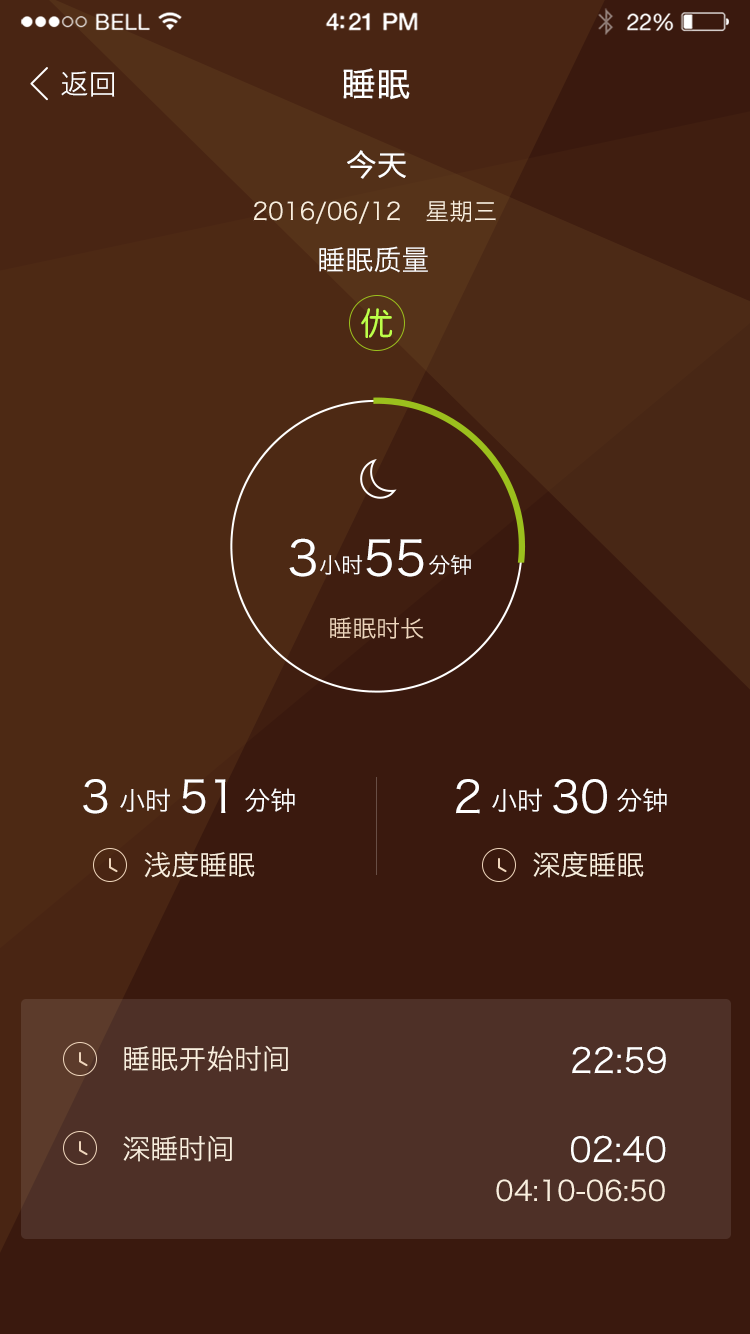 BELL 4:21 PM 22%
返回 睡眠
今天
2016/06/12 星期三
睡眠质量
优
3小时55分钟
睡眠时长
3 小时 51 分钟 2 小时 30 分钟
浅度睡眠 深度睡眠
睡眠开始时间 22:59
深睡时间 02:40
04:10-06:50